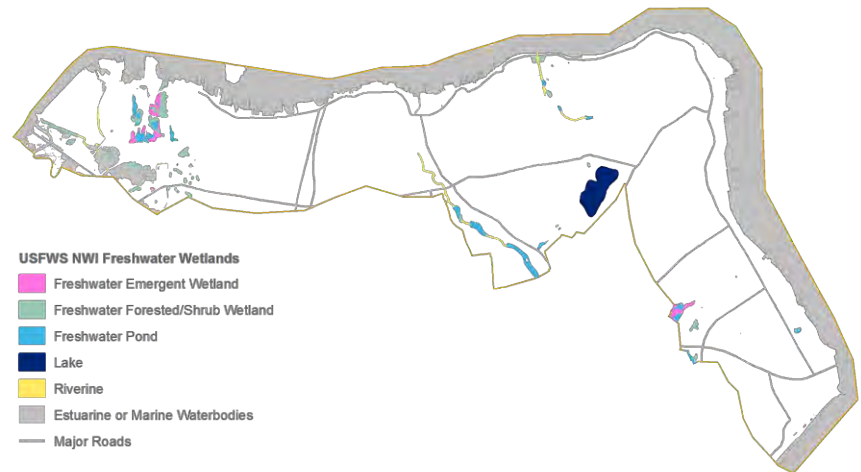 USFWS NWI Freshwater Wetlands
Freshwater Emergent Wetland
Freshwater Forested/Shrub Wetland
Freshwater Pond
Lake
Riverine
Estuarine or Marine Waterbodies
Major Roads